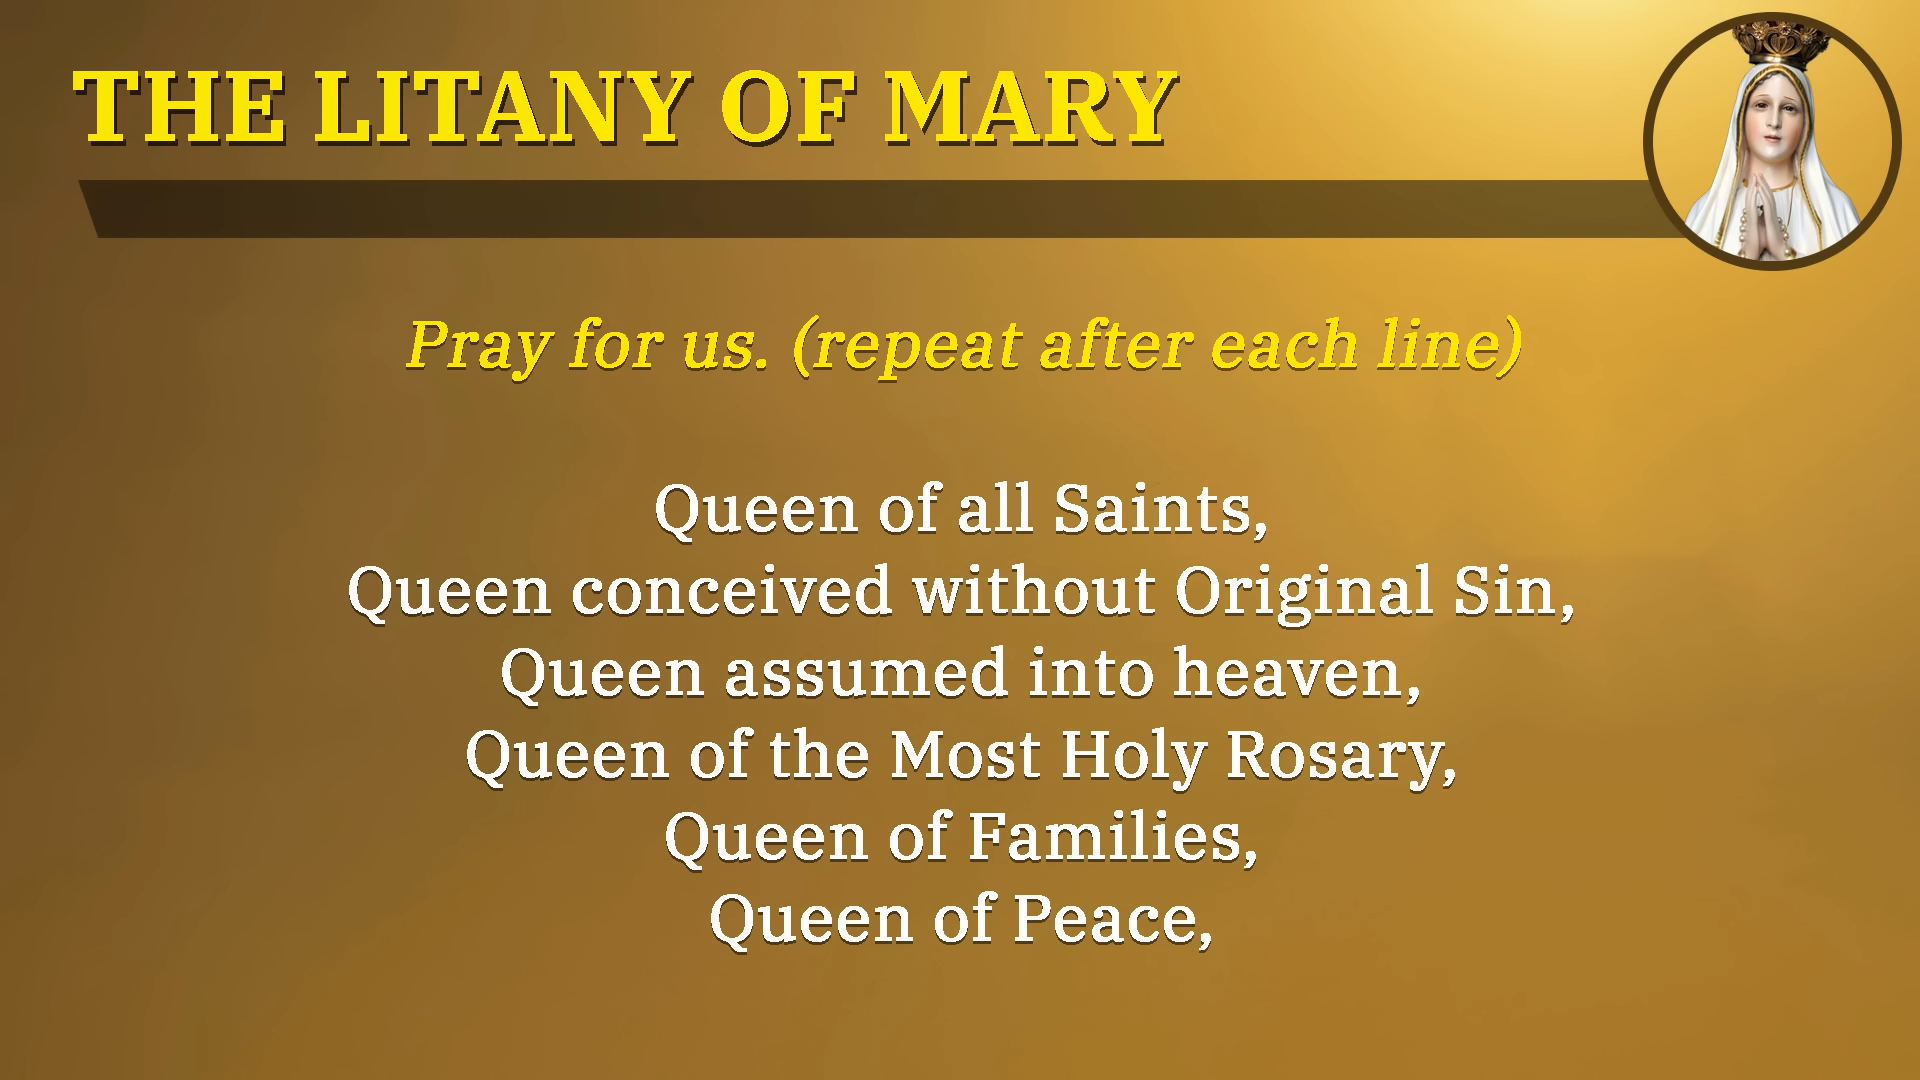 THE LITANY OF MARY
Pray for us. (repeat after each line)
Queen of all Saints,
Queen conceived without Original Sin,
Queen assumed into heaven,
Queen of the Most Holy Rosary,
Queen of Families,
Queen of Peace,